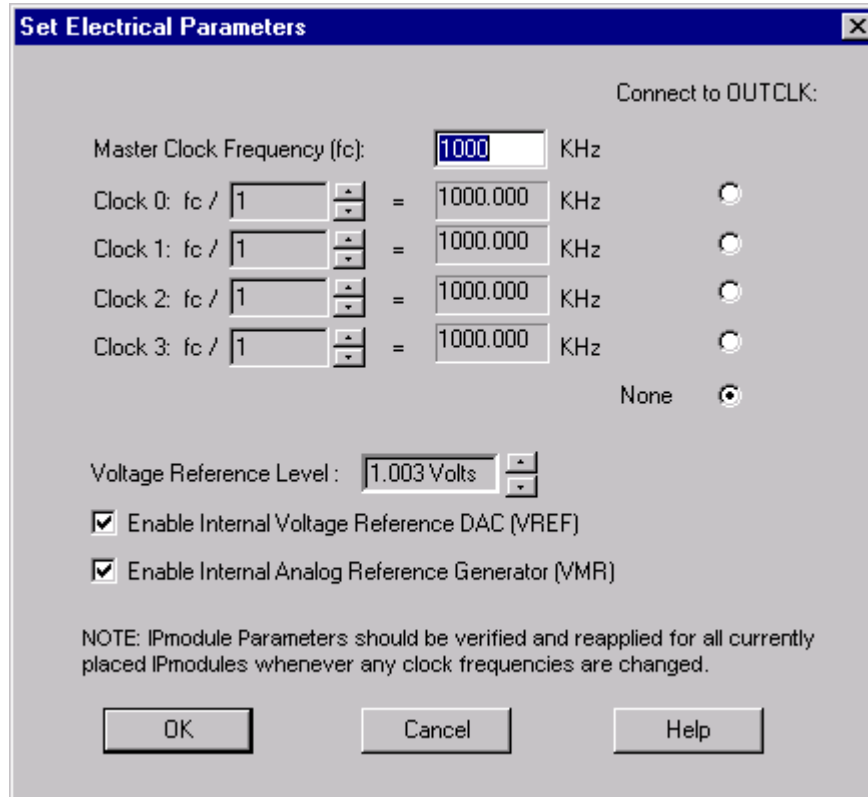 Set Electrical Parameters
Connect to OUTCLK:
Master Clock Frequency (fc): 1000 KHz
Clock 0: fc / 1 = 1000.000 KHz
Clock 1: fc / 1 = 1000.000 KHz
Clock 2: fc / 1 = 1000.000 KHz
Clock 3: fc / 1 = 1000.000 KHz
None
Voltage Reference Level : 1.003 Volts
Enable Internal Voltage Reference DAC (VREF)
Enable Internal Analog Reference Generator (VMR)
NOTE: IPmodule Parameters should be verified and reapplied for all currently
placed IPmodules whenever any clock frequencies are changed.
OK Cancel Help